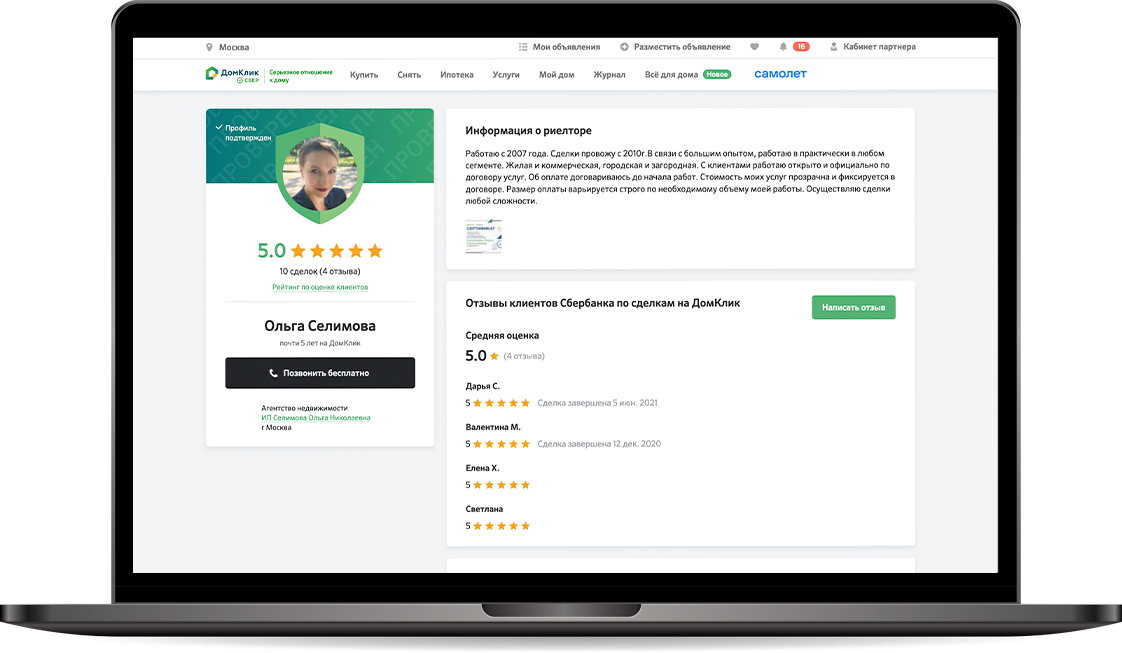 Москва
Мои объявления
Разместить объявление
16
Кабинет партнера
ДомКлик
СБЕР
Серьезное отношение
к дому
Купить
Снять
Ипотека
Услуги
Мой дом
Журнал
Всё для дома
Новое
самолет
Профиль
подтвержден
5.0
10 сделок (4 отзыва)
Рейтинг по оценке клиентов
Ольга Селимова
почти 5 лет на ДомКлик
Позвонить бесплатно
Агентство недвижимости
ИП Селимова Ольга Николаевна
г Москва
Информация о риелторе
Работаю с 2007 года. Сделки провожу с 2010г.В связи с большим опытом, работаю в практически в любом
сегменте. Жилая и коммерческая, городская и загородная. С клиентами работаю открыто и официально по
договору услуг. Об оплате договариваюсь до начала работ. Стоимость моих услуг прозрачна и фиксируется в
договоре. Размер оплаты варьируется строго по необходимому объему моей работы. Осуществляю сделки
любой сложности.
СЕРТИФИКАТ
Отзывы клиентов Сбербанка по сделкам на ДомКлик
Написать отзыв
Средняя оценка
5.0 (4 отзыва)
Дарья С.
5 Сделка завершена 5 июн. 2021
Валентина М.
5 Сделка завершена 12 дек. 2020
Елена Х.
5
Светлана
5